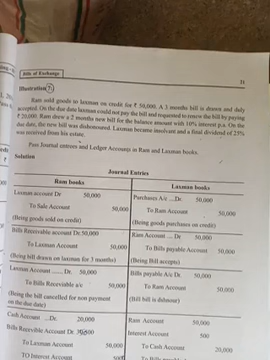 Bills of Exchange
31
Illustration 7:
Ram sold goods to laxman on credit for ₹ 50,000. A 3 months bill is drawn and duly
accepted. On the due date laxman could not pay the bill and requested to renew the bill by paying
₹ 20,000. Ram drew a 2 months new bill for the balance amount with 10% interest p.a. On the
due date, the new bill was dishonoured. Laxman became insolvent and a final dividend of 25%
was received from his estate.
Pass Journal entries and Ledger Accounts in Ram and Laxman books.
Solution
Journal Entries
Ram books
Laxman books
Laxman account Dr 50,000
To Sale Account 50,000
(Being goods sold on credit)
Purchases A/c ...Dr. 50,000
To Ram Account 50,000
(Being goods purchases on credit)
Bills Receivable account Dr.50,000
To Laxman Account 50,000
(Being bill drawn on laxman for 3 months)
Ram Account .... Dr 50,000
To Bills payable Account 50,000
(Being Bill accepts)
Laxman Account ...... Dr. 50,000
To Bills Receivable a/c 50,000
(Being the bill cancelled for non payment
on the due date)
Bills payable A/c Dr. 50,000
To Ram Account 50,000
(Bill bill is dishonour)
Cash Account ...Dr. 20,000
Bills Recevible Account Dr.
To Laxman Account 50,000
TO Interest Account
Ram Account 50,000
Interest Account 500
To Cash Account 20,000